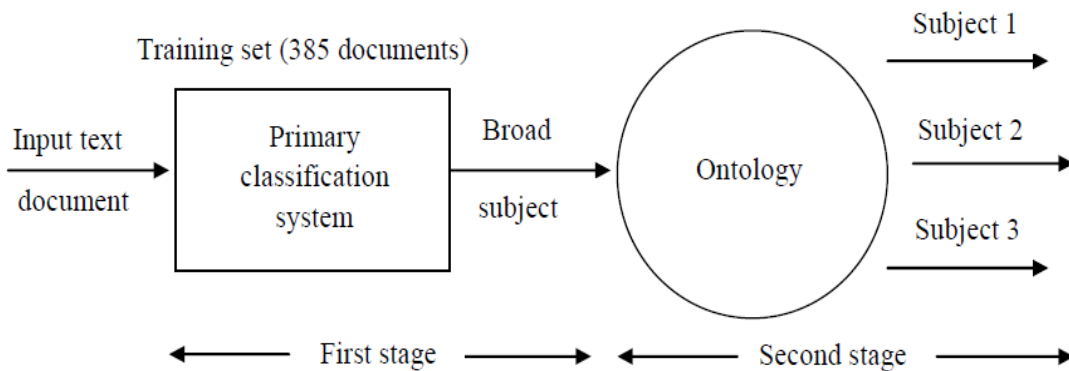 Training set (385 documents)
Input text
document
Primary
classification
system
Broad
subject
Ontology
Subject 1
Subject 2
Subject 3
First stage
Second stage